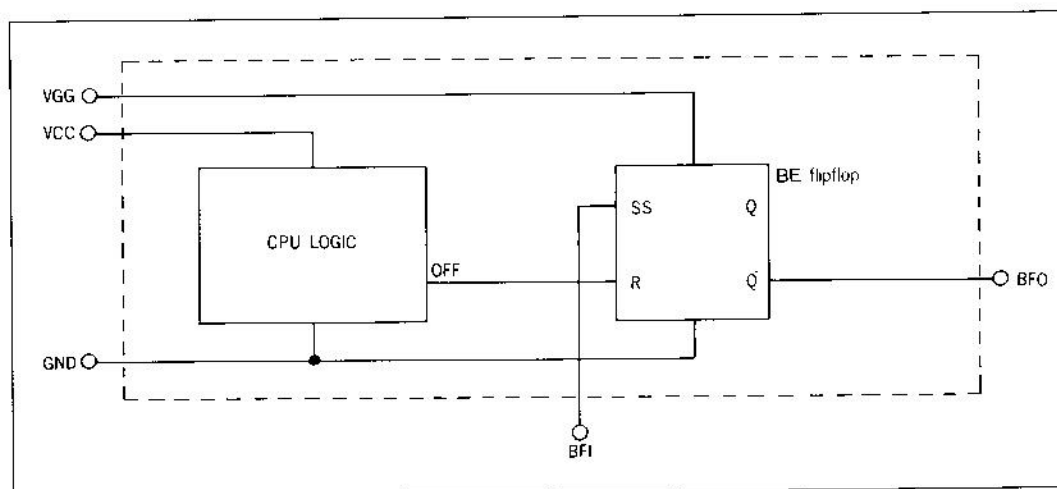 VGG
VCC
BE flipflop
SS
Q
CPU LOGIC
OFF
R
Q̅
BFO
GND
BFI